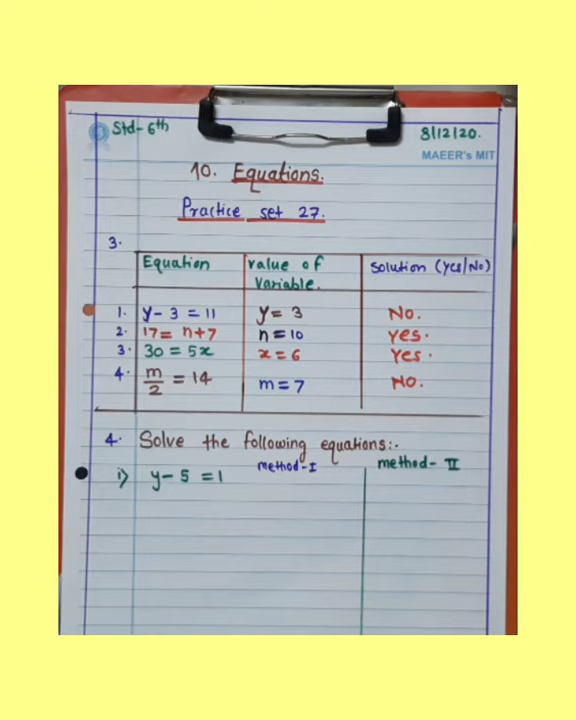 Std- 6th
8/12/20.
MAEER's MIT
10. Equations.
Practice set 27.
3.
Equation value of Variable. Solution (Yes/No)
1. y - 3 = 11 y = 3 No.
2. 17 = n+7 n = 10 Yes.
3. 30 = 5x x = 6 Yes.
4. m/2 = 14 m = 7 No.
4. Solve the following equations:-
method-I method-II
i) y - 5 = 1